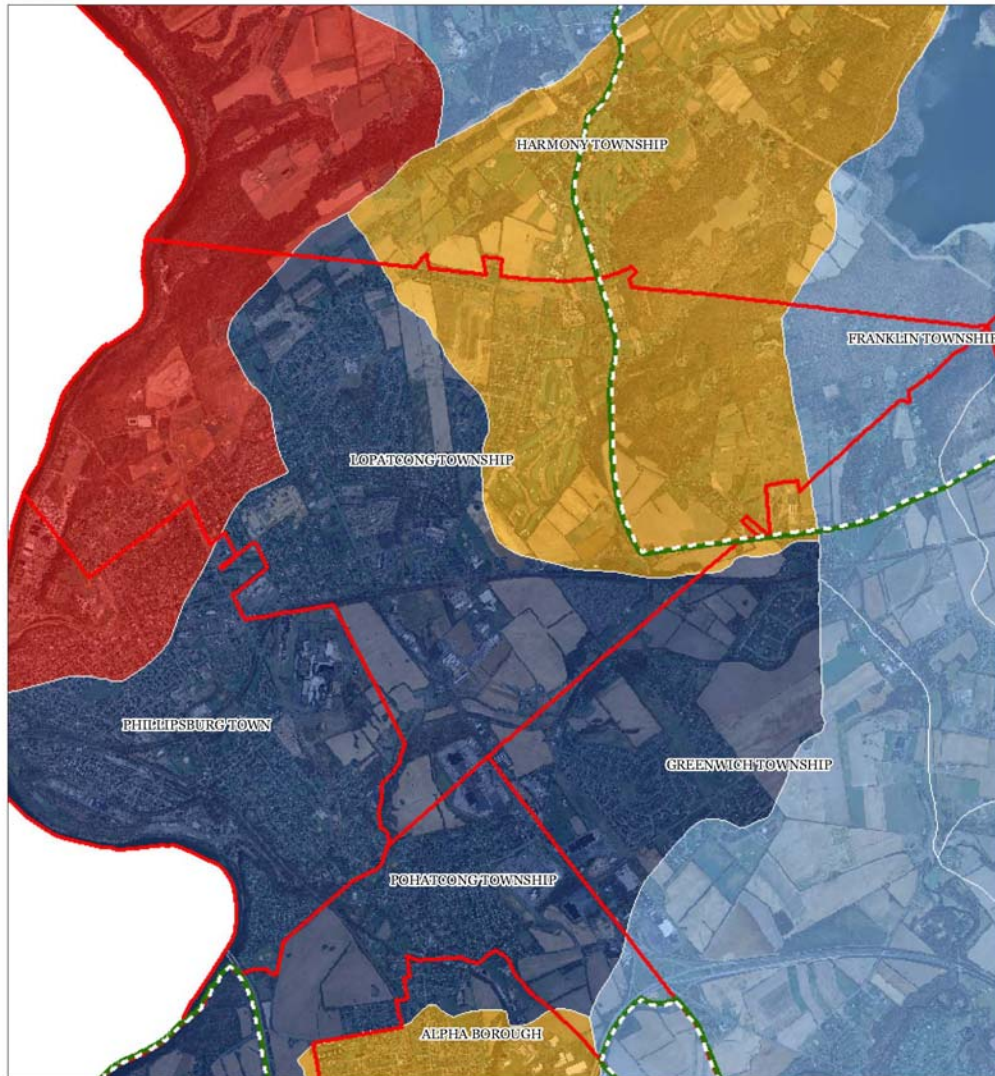 HARMONY TOWNSHIP
FRANKLIN TOWNSHIP
LOPATCONG TOWNSHIP
PHILLIPSBURG TOWN
GREENWICH TOWNSHIP
POHATCONG TOWNSHIP
ALPHA BOROUGH